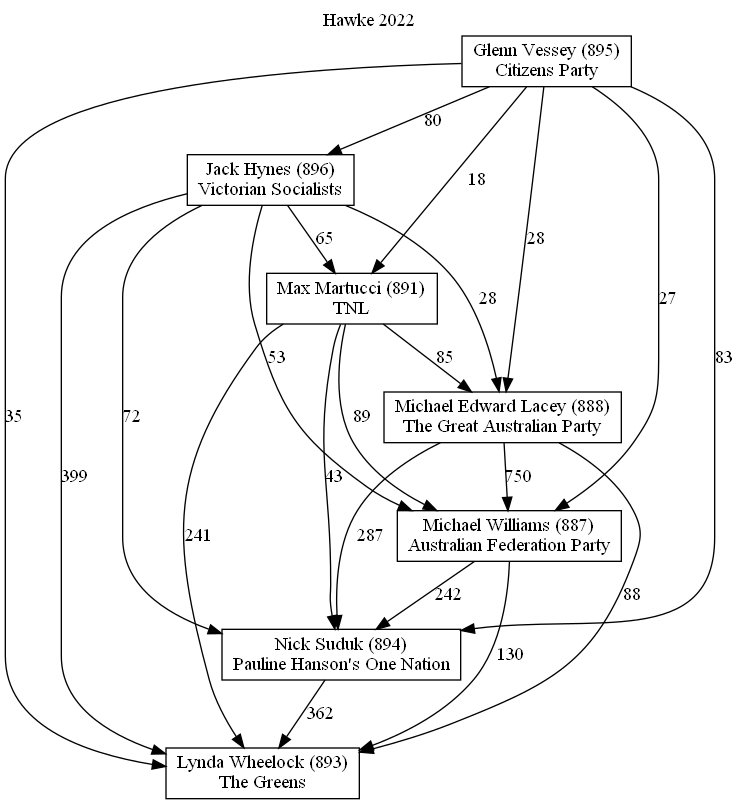 Hawke 2022
Glenn Vessey (895)
Citizens Party
80
Jack Hynes (896)
Victorian Socialists
18
65
28
28
27
Max Martucci (891)
TNL
53
85
83
Michael Edward Lacey (888)
The Great Australian Party
35
72
89
399
43
750
Michael Williams (887)
Australian Federation Party
241
287
242
88
Nick Suduk (894)
Pauline Hanson's One Nation
130
362
Lynda Wheelock (893)
The Greens